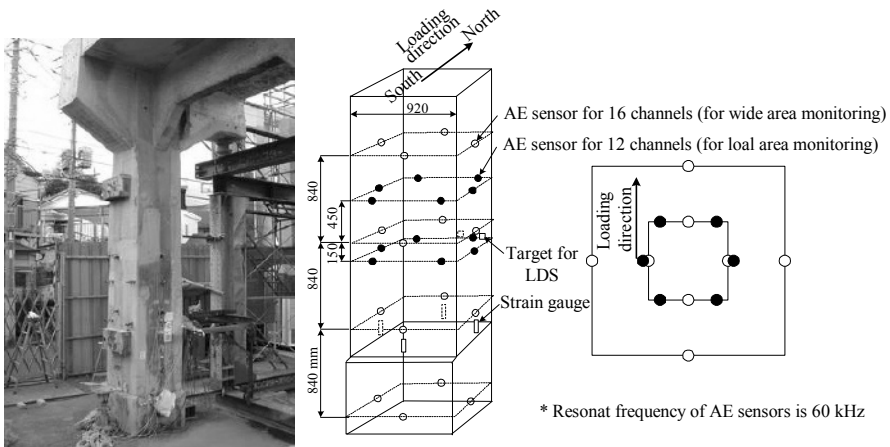 Loading
direction
North
South
920
AE sensor for 16 channels (for wide area monitoring)
AE sensor for 12 channels (for loal area monitoring)
840
450
150
840
840 mm
Target for
LDS
Strain gauge
Loading
direction
* Resonat frequency of AE sensors is 60 kHz